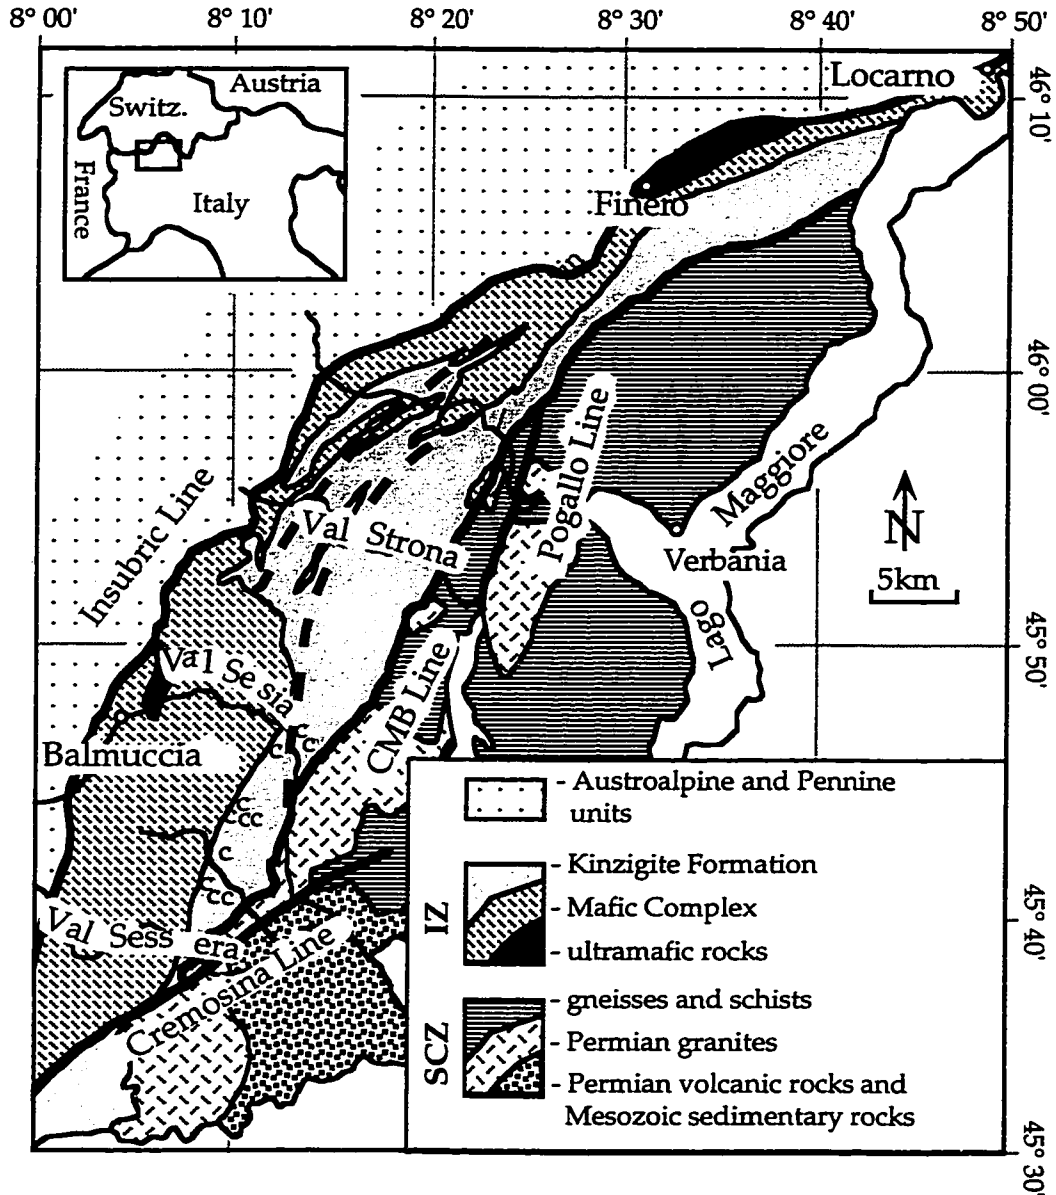 8° 00'
8° 10'
8° 20'
8° 30'
8° 40'
8° 50'
Locarno
46° 10'
Austria
Switz.
France
Italy
Finero
46° 00'
Insubric Line
Pogallo Line
Maggiore
Val Strona
N
Verbania
5km
Lago
45° 50'
Val Sesia
CMB Line
Balmuccia
c
c
c
c
cc
c
c
cc
- Austroalpine and Pennine
units
IZ
- Kinzigite Formation
- Mafic Complex
- ultramafic rocks
45° 40'
Val Sessera
Cremosina Line
SCZ
- gneisses and schists
- Permian granites
- Permian volcanic rocks and
Mesozoic sedimentary rocks
45° 30'